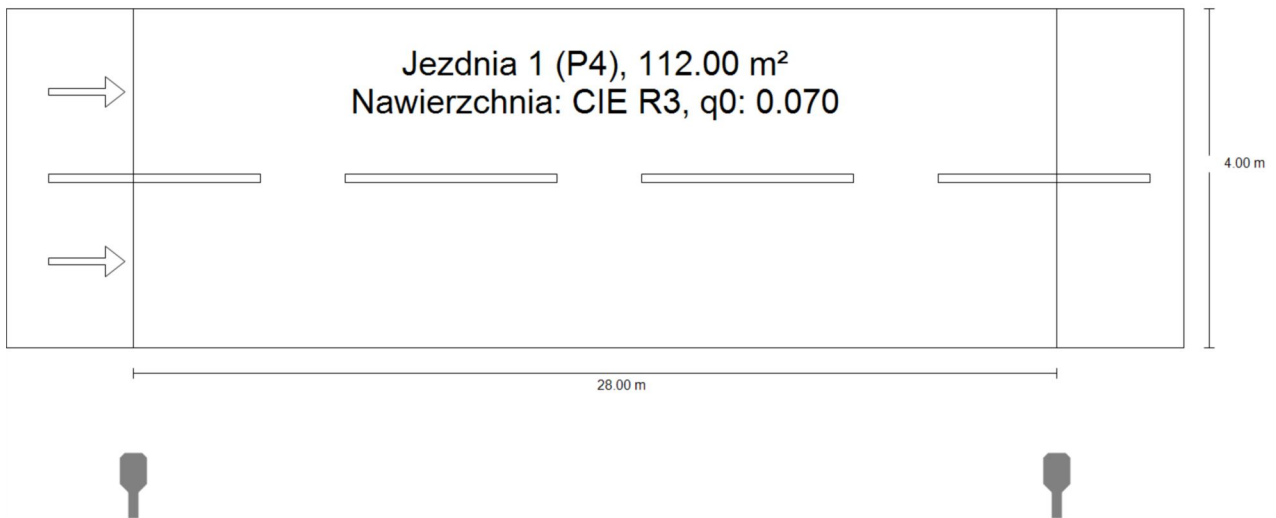 Jezdnia 1 (P4), 112.00 m²
Nawierzchnia: CIE R3, q0: 0.070
4.00 m
28.00 m